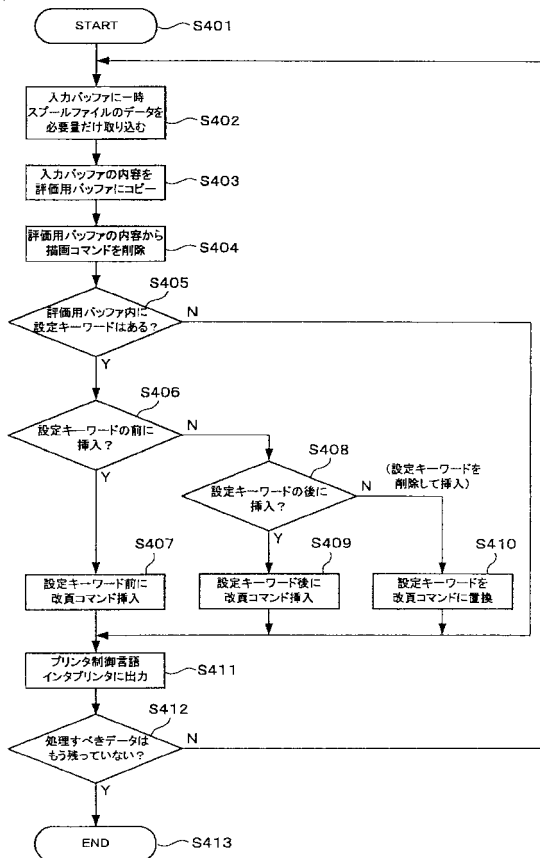 START
S401
入力バッファに一時
スプールファイルのデータを
必要量だけ取り込む
S402
入力バッファの内容を
評価用バッファにコピー
S403
評価用バッファの内容から
描画コマンドを削除
S404
S405
評価用バッファ内に
設定キーワードはある?
N
Y
S406
設定キーワードの前に
挿入?
N
Y
S408
設定キーワードの後に
挿入?
N
(設定キーワードを
削除して挿入)
Y
S407
設定キーワード前に
改頁コマンド挿入
S409
設定キーワード後に
改頁コマンド挿入
S410
設定キーワードを
改頁コマンドに置換
プリンタ制御言語
インタプリンタに出力
S411
S412
処理すべきデータは
もう残っていない?
N
Y
END
S413